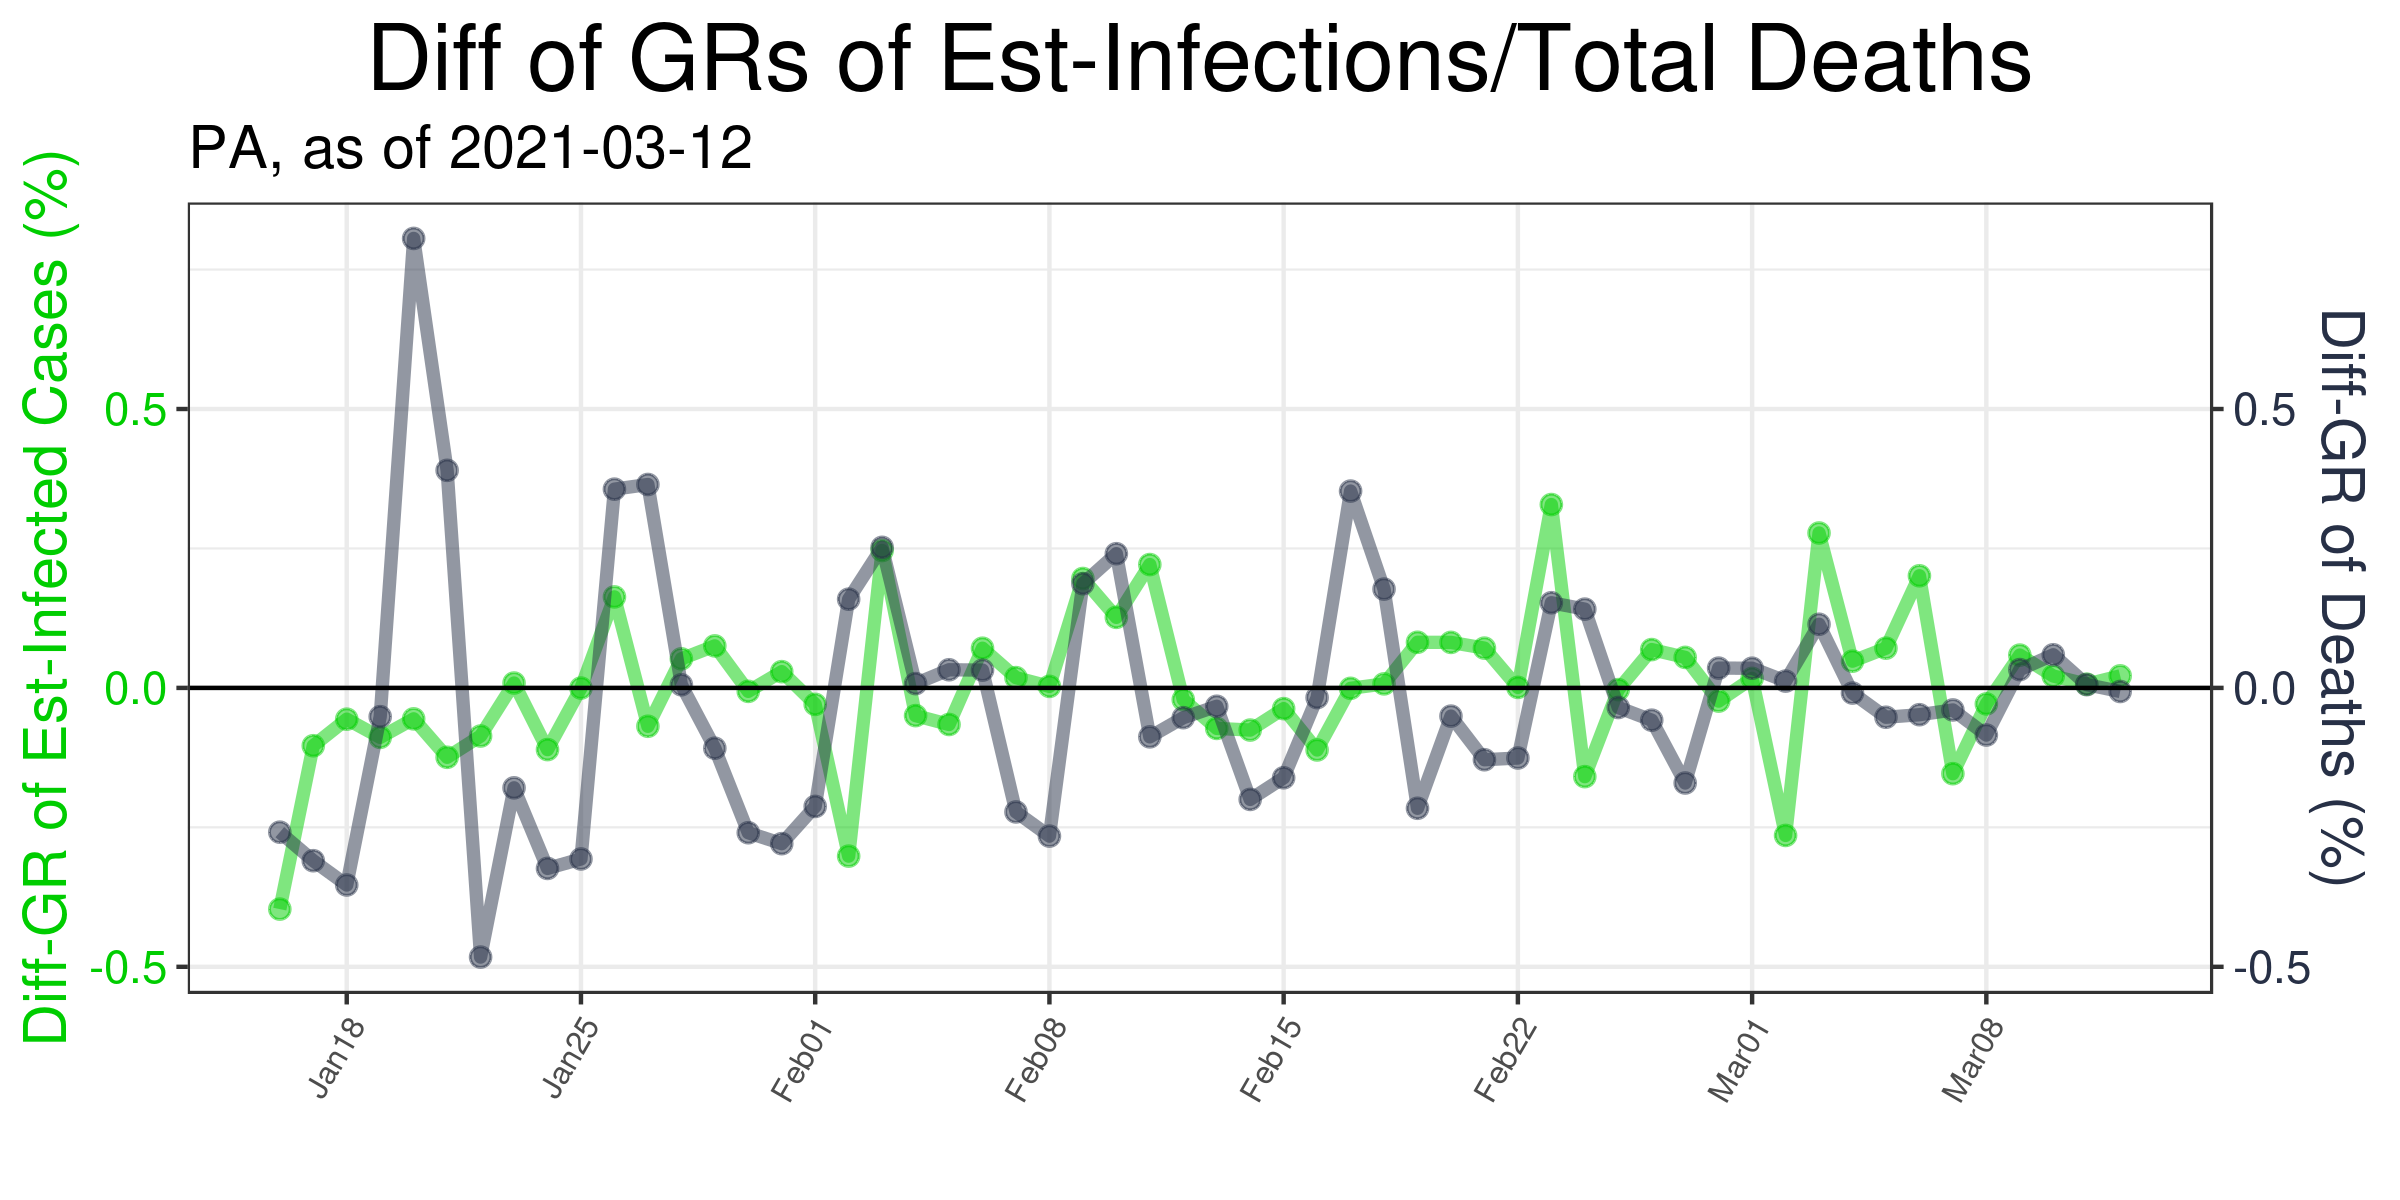 Diff of GRs of Est-Infections/Total Deaths
PA, as of 2021-03-12
Diff-GR of Est-Infected Cases (%)
0.5
0.0
-0.5
0.5
0.0
-0.5
Diff-GR of Deaths (%)
Jan18
Jan25
Feb01
Feb08
Feb15
Feb22
Mar01
Mar08